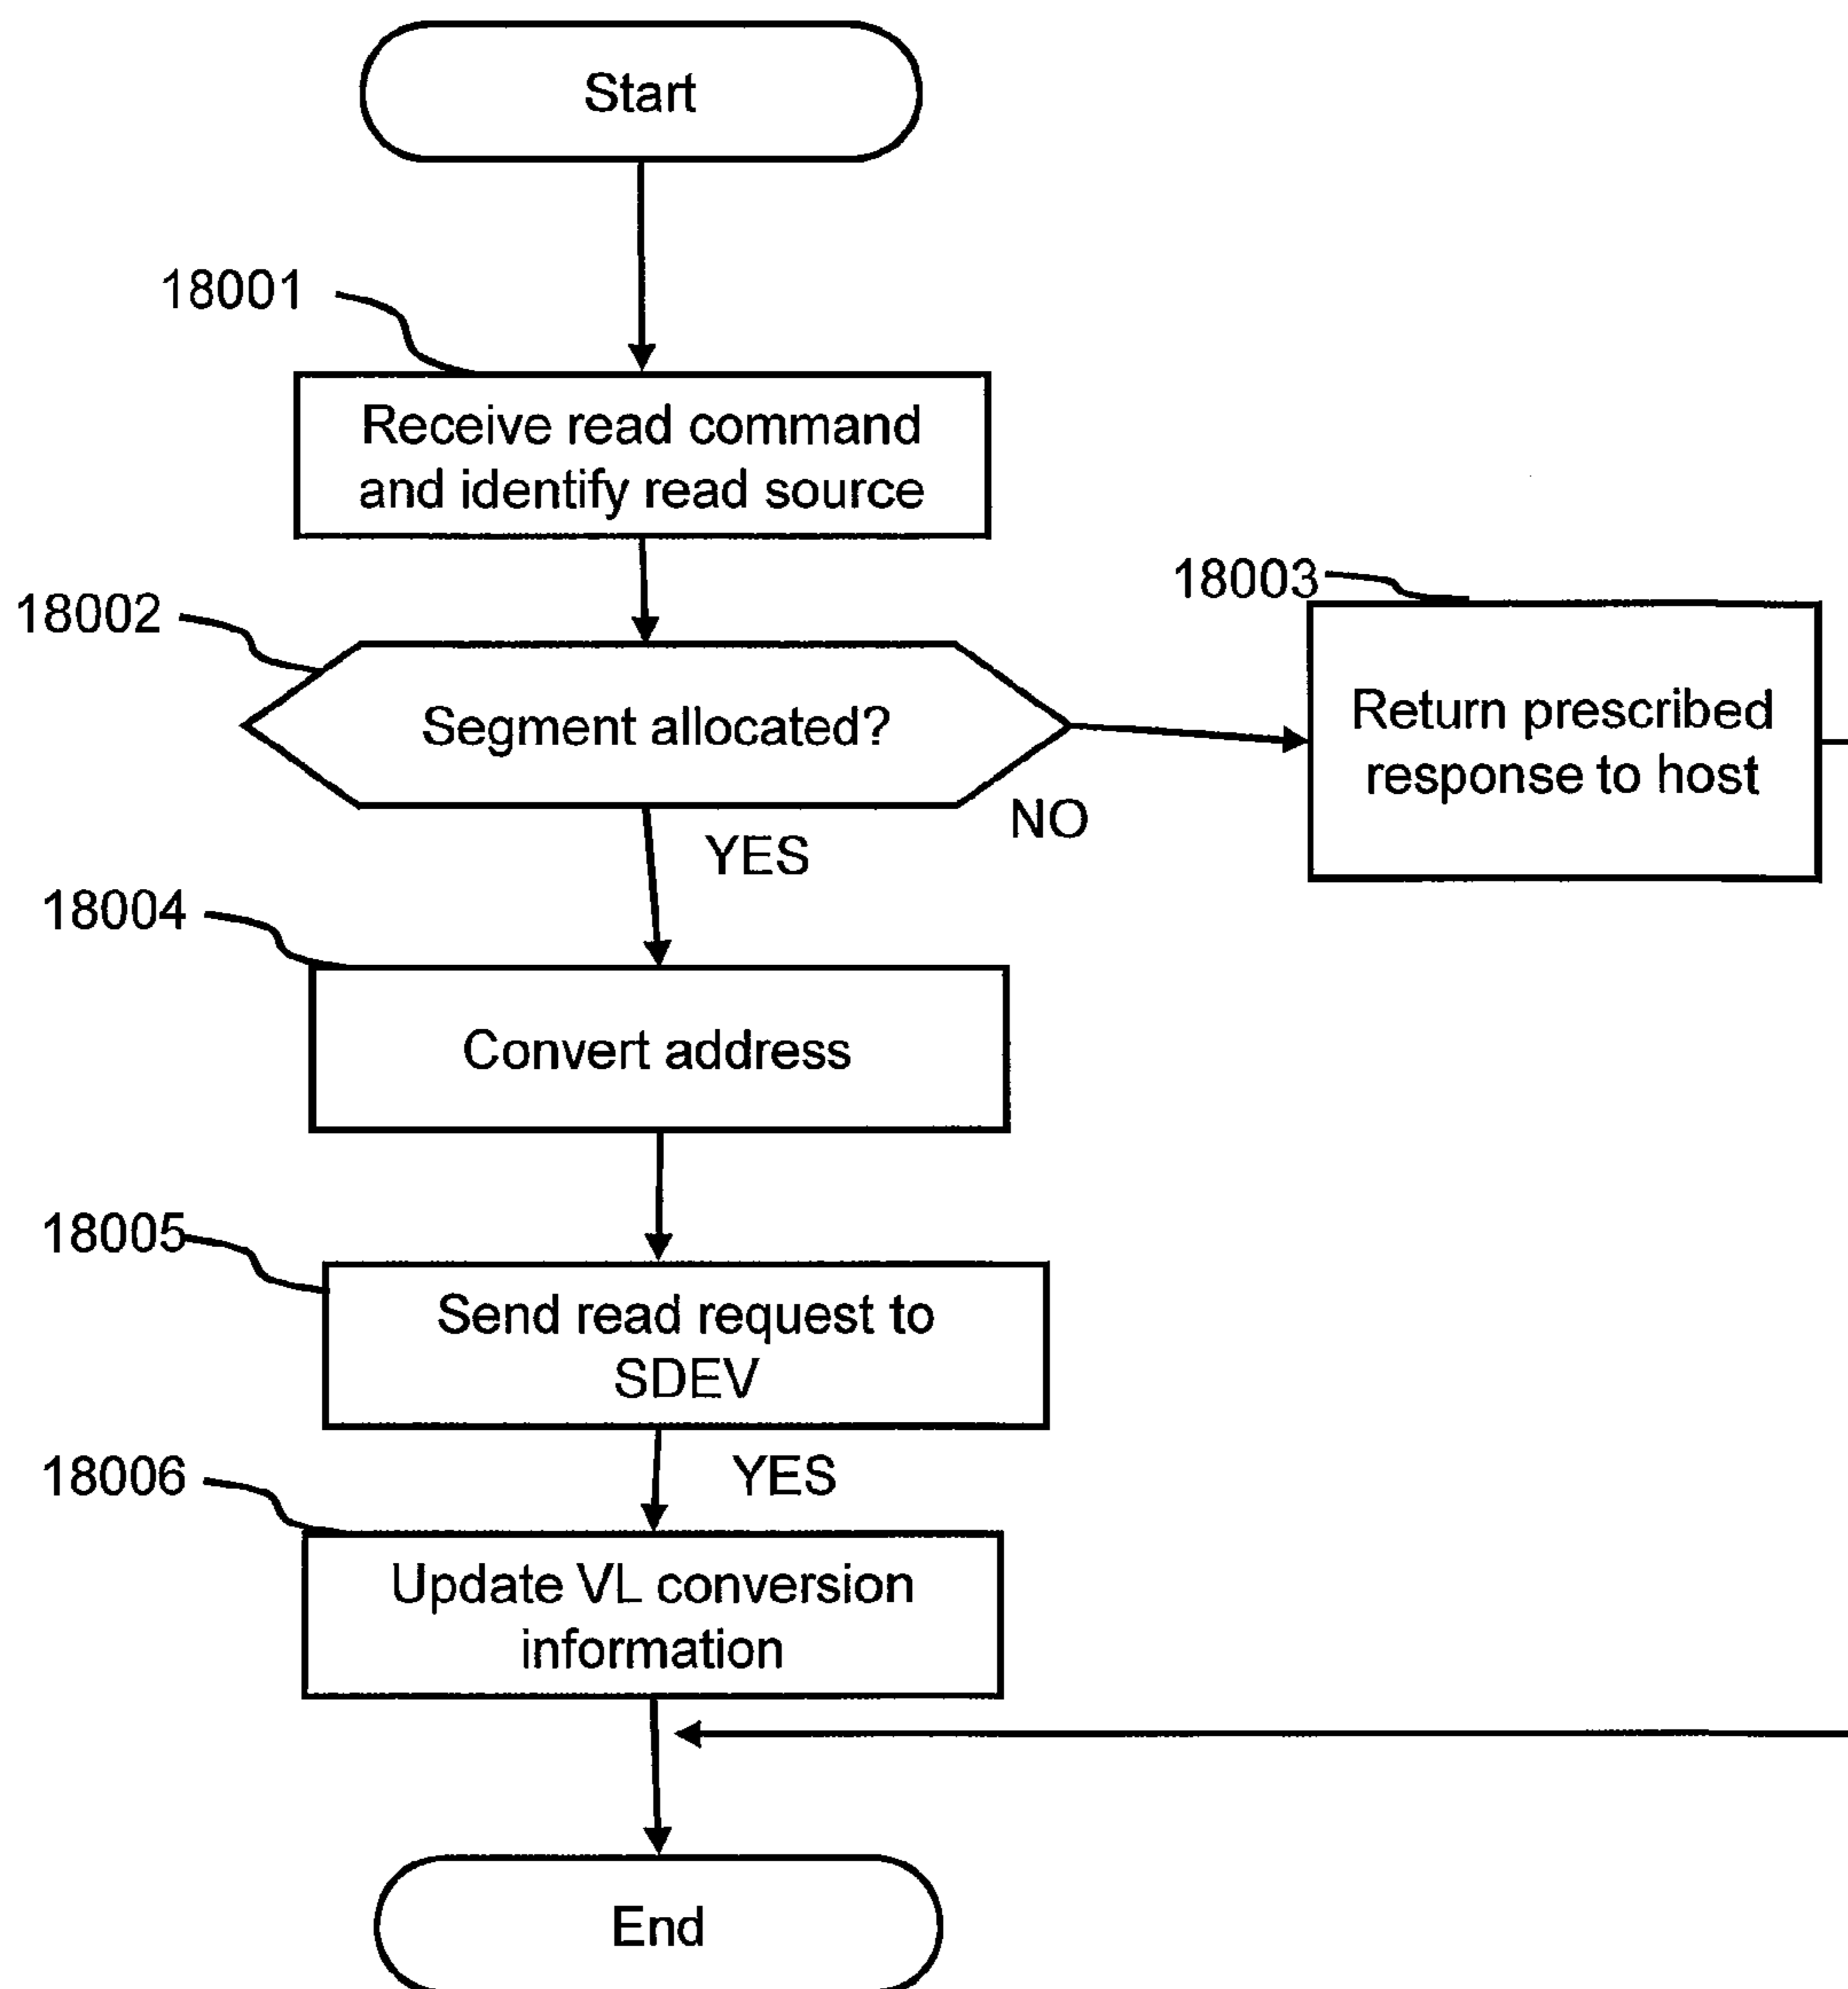 Start
18001
Receive read command
and identify read source
18002
Segment allocated?
18003
Return prescribed
response to host
NO
YES
18004
Convert address
18005
Send read request to
SDEV
YES
18006
Update VL conversion
information
End